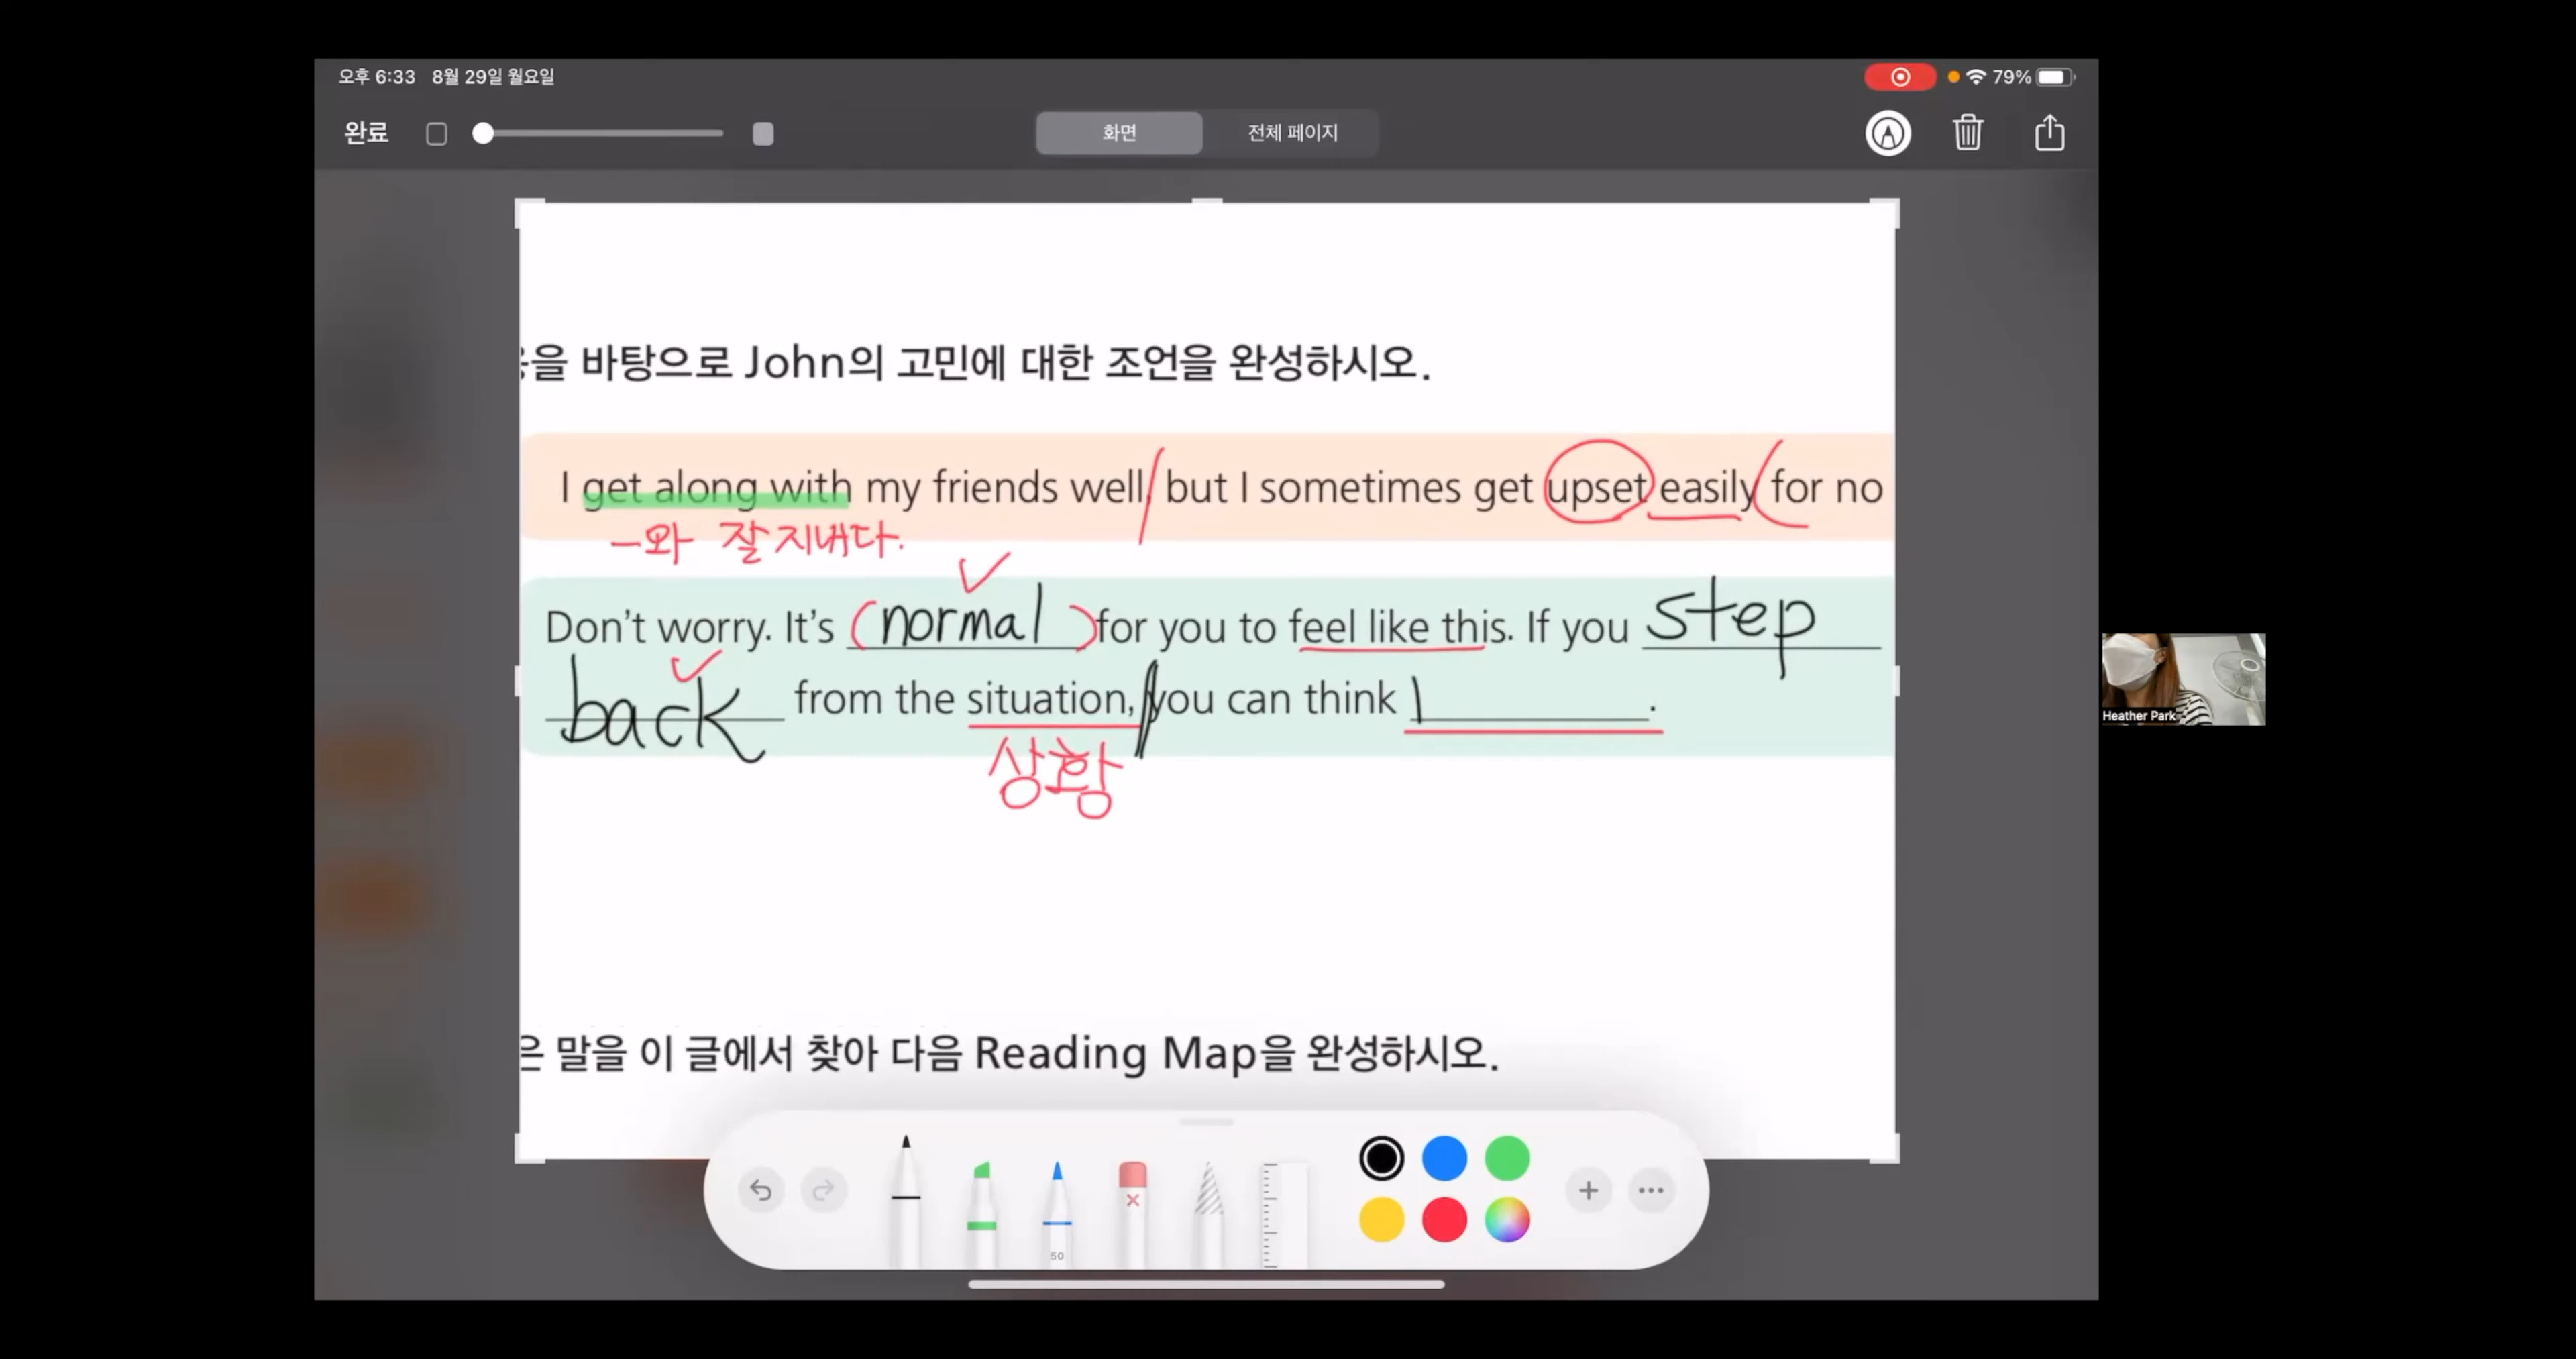 오후 6:33 8월 29일 월요일 79%
완료 화면 전체 페이지
을 바탕으로 John의 고민에 대한 조언을 완성하시오.
I get along with my friends well, but I sometimes get upset easily for no
~와 잘 지내다.
Don't worry. It's (normal) for you to feel like this. If you step
back from the situation, you can think
상황
은 말을 이 글에서 찾아 다음 Reading Map을 완성하시오.
50
Heather Park